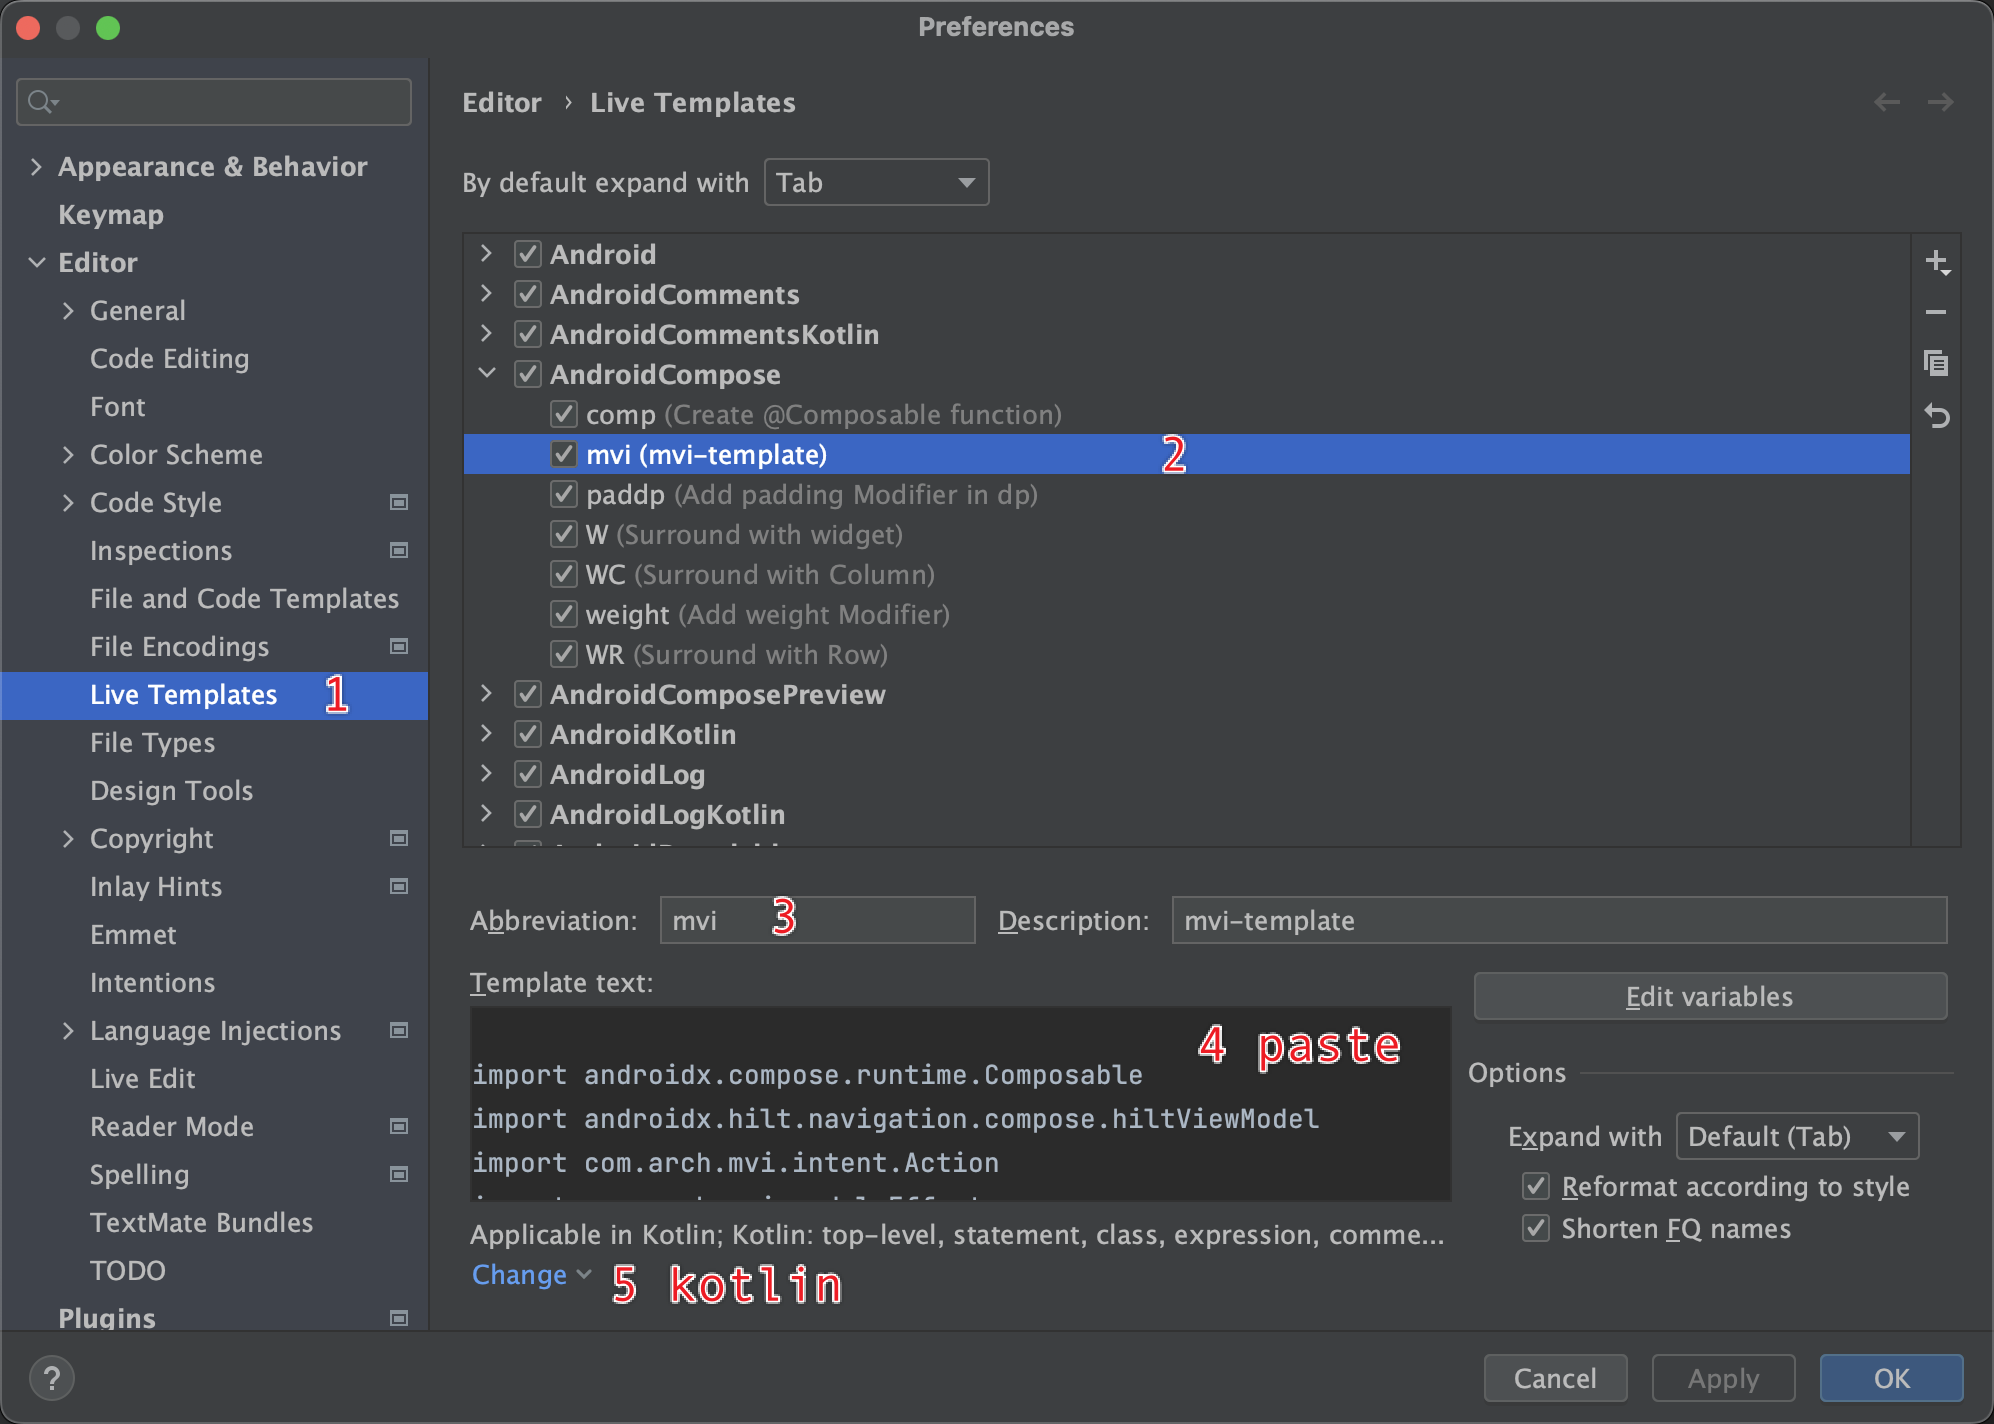 Preferences
Editor › Live Templates
Appearance & Behavior
Keymap
Editor
General
Code Editing
Font
Color Scheme
Code Style
Inspections
File and Code Templates
File Encodings
Live Templates 1
File Types
Design Tools
Copyright
Inlay Hints
Emmet
Intentions
Language Injections
Live Edit
Reader Mode
Spelling
TextMate Bundles
TODO
Plugins
By default expand with Tab
Android
AndroidComments
AndroidCommentsKotlin
AndroidCompose
comp (Create @Composable function)
mvi (mvi-template) 2
paddp (Add padding Modifier in dp)
W (Surround with widget)
WC (Surround with Column)
weight (Add weight Modifier)
WR (Surround with Row)
AndroidComposePreview
AndroidKotlin
AndroidLog
AndroidLogKotlin
Abbreviation: mvi 3 Description: mvi-template
Template text:
4 paste
import androidx.compose.runtime.Composable
import androidx.hilt.navigation.compose.hiltViewModel
import com.arch.mvi.intent.Action
Applicable in Kotlin; Kotlin: top-level, statement, class, expression, comme...
Change 5 kotlin
Edit variables
Options
Expand with Default (Tab)
Reformat according to style
Shorten FQ names
?
Cancel Apply OK